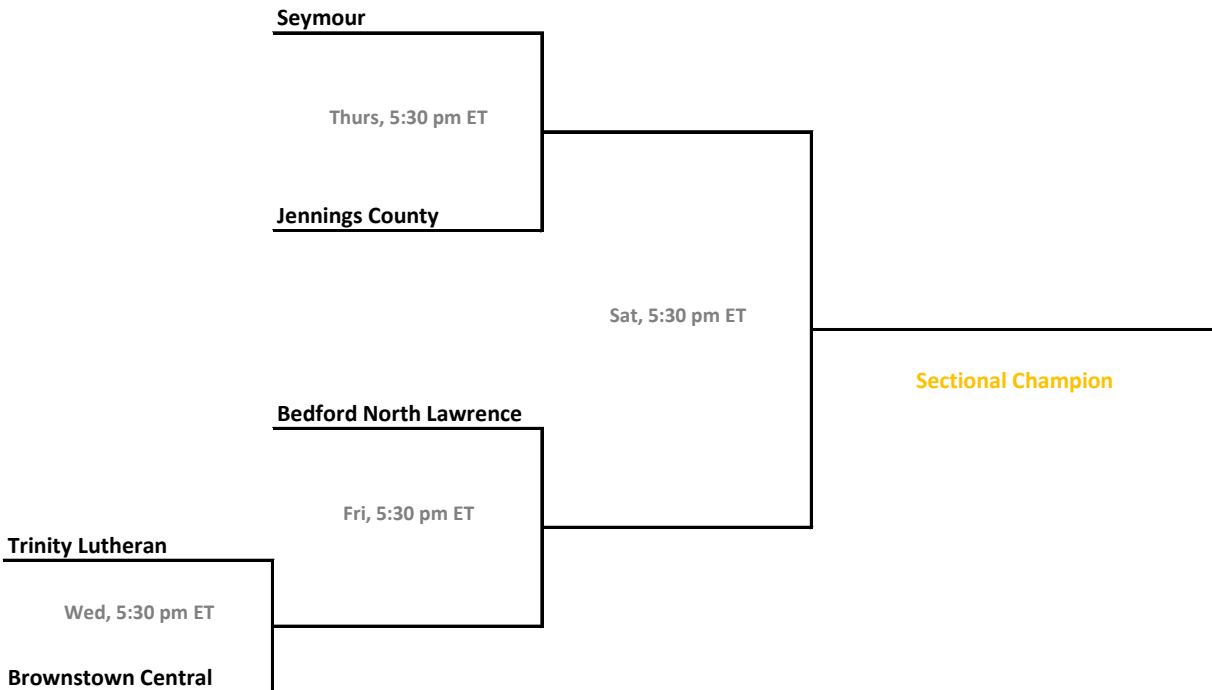 Seymour
Thurs, 5:30 pm ET
Jennings County
Sat, 5:30 pm ET
Sectional Champion
Bedford North Lawrence
Fri, 5:30 pm ET
Trinity Lutheran
Wed, 5:30 pm ET
Brownstown Central